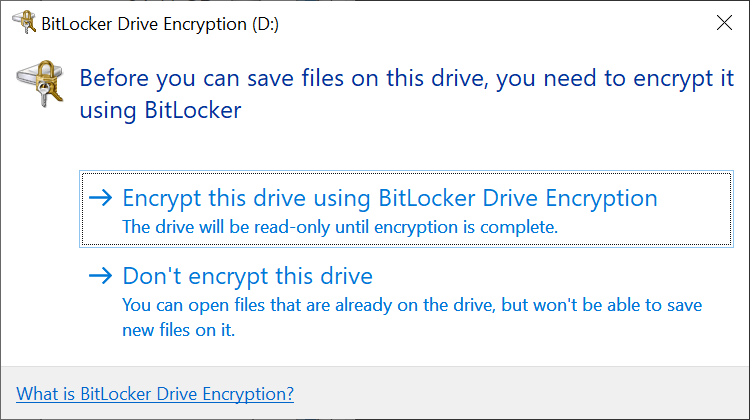 BitLocker Drive Encryption (D:)
Before you can save files on this drive, you need to encrypt it
using BitLocker
Encrypt this drive using BitLocker Drive Encryption
The drive will be read-only until encryption is complete.
Don't encrypt this drive
You can open files that are already on the drive, but won't be able to save
new files on it.
What is BitLocker Drive Encryption?